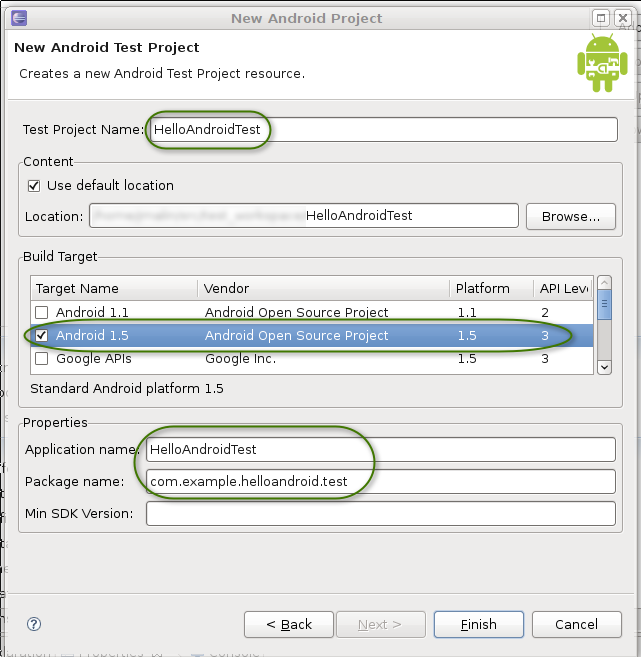 New Android Project
New Android Test Project
Creates a new Android Test Project resource.
Test Project Name: HelloAndroidTest
Content
Use default location
Location: HelloAndroidTest Browse...
Build Target
Target Name Vendor Platform API Leve
Android 1.1 Android Open Source Project 1.1 2
Android 1.5 Android Open Source Project 1.5 3
Google APIs Google Inc. 1.5 3
Standard Android platform 1.5
Properties
Application name: HelloAndroidTest
Package name: com.example.helloandroid.test
Min SDK Version:
? < Back Next > Finish Cancel